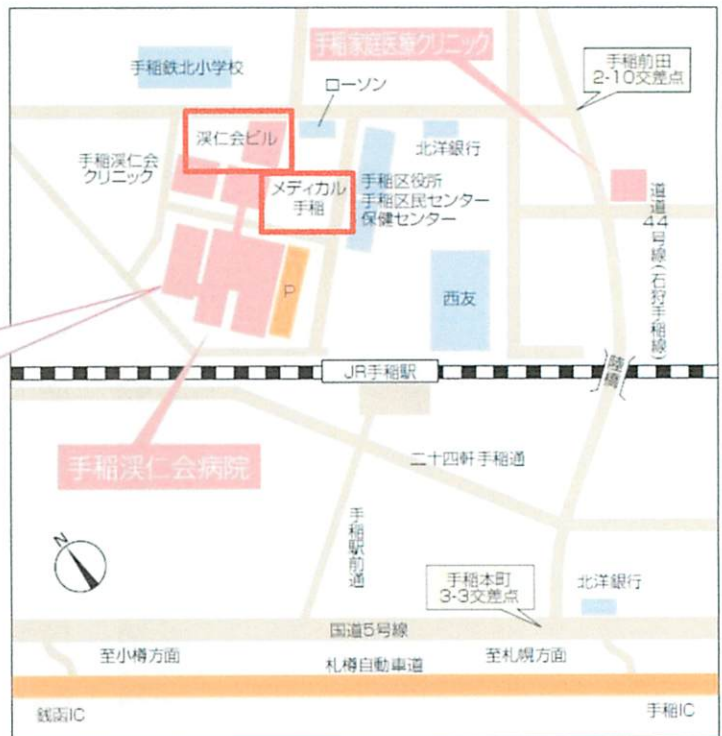 手稲家庭医療クリニック
手稲鉄北小学校
手稲前田
2-10交差点
ローソン
渓仁会ビル
北洋銀行
手稲渓仁会
クリニック
メディカル
手稲
手稲区役所
手稲区民センター
保健センター
道道44号線(石狩手稲線)
P
西友
JR手稲駅
陸橋
手稲渓仁会病院
二十四軒手稲通
手稲駅前通
N
手稲本町
3-3交差点
北洋銀行
国道5号線
至小樽方面
札樽自動車道
至札幌方面
銭函IC
手稲IC